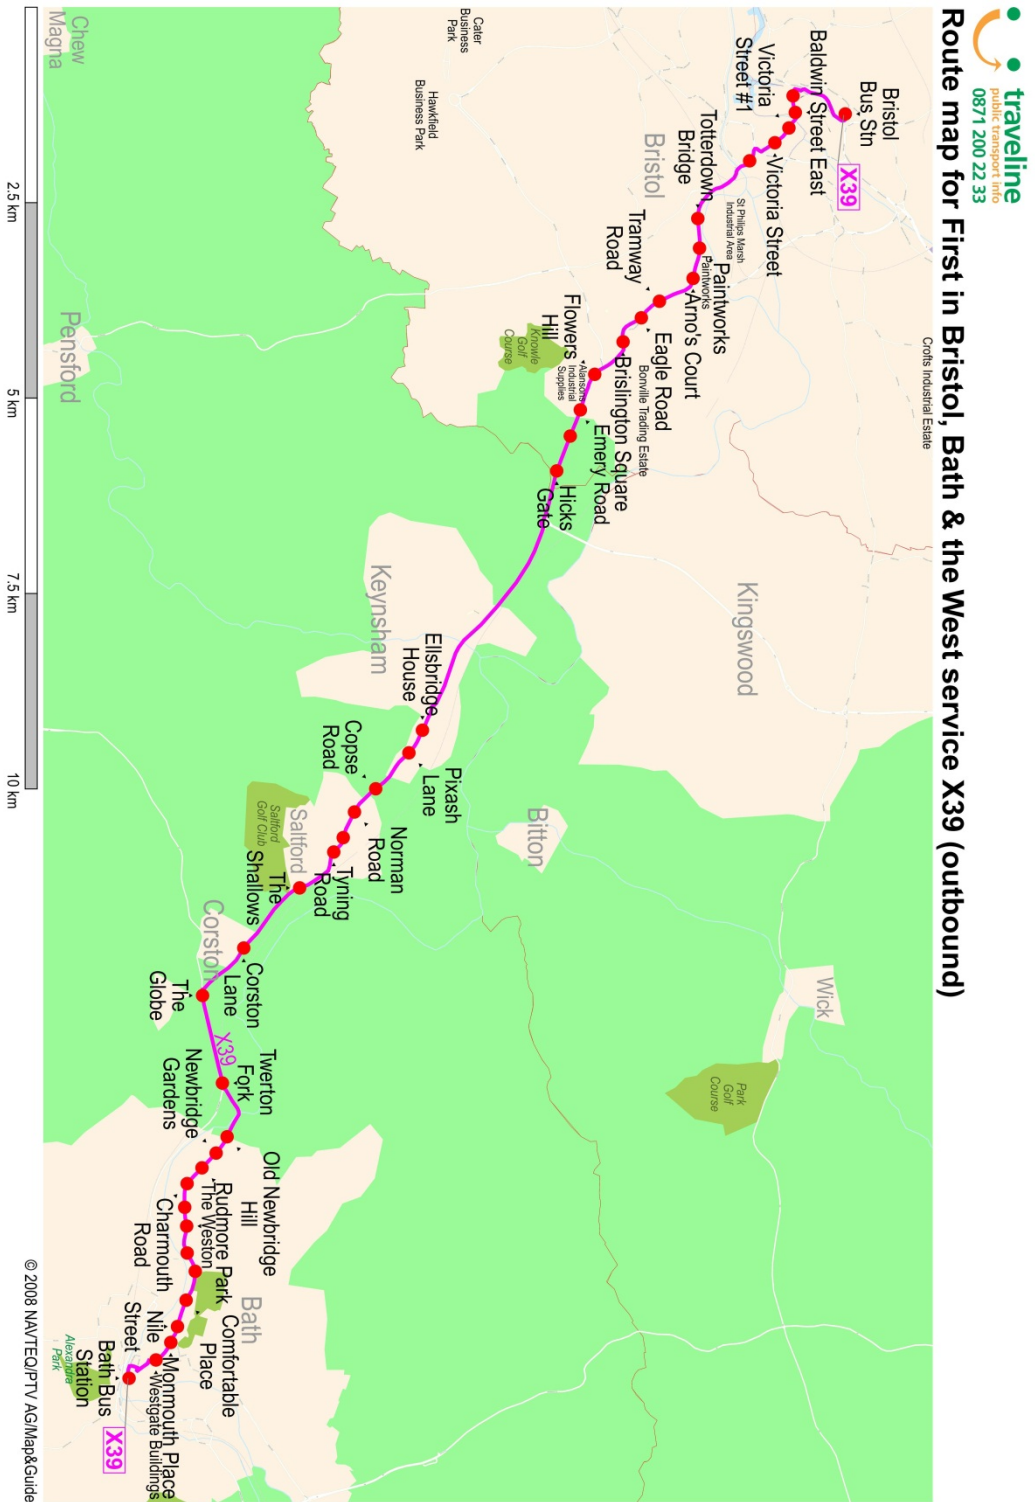 traveline
public transport info
0871 200 22 33
Route map for First in Bristol, Bath & the West service X39 (outbound)
Crofts Industrial Estate
Bristol
Bus Stn
X39
Baldwin Street East
Victoria
Street #1
Victoria Street
Cater
Business
Park
Hawkfield
Business Park
Chew
Magna
Bristol
Totterdown
Bridge
St Philips Marsh
Industrial Area
Paintworks
Paintworks
Arno's Court
Tramway
Road
Eagle Road
Bonville Trading Estate
Brislington Square
Flowers
Hill
Knowle
Golf
Course
Alansons
Industrial
Supplies
Emery Road
Hicks
Gate
Pensford
Kingswood
Keynsham
Ellsbridge
House
Pixash
Lane
Copse
Road
Norman
Road
Bitton
Saltford
Saltford
Golf Club
Tyning
Road
The
Shallows
Wick
Corston
Corston
Lane
The
Globe
X39
Twerton
Fork
Newbridge
Gardens
Park
Golf
Course
Old Newbridge
Hill
Rudmore Park
The Weston
Charmouth
Road
Bath
Comfortable
Place
Nile
Street
Monmouth Place
Westgate Buildings
Bath Bus
Station
Alexandra
Park
X39
2.5 km
5 km
7.5 km
10 km
© 2008 NAVTEQ/PTV AG/Map&Guide